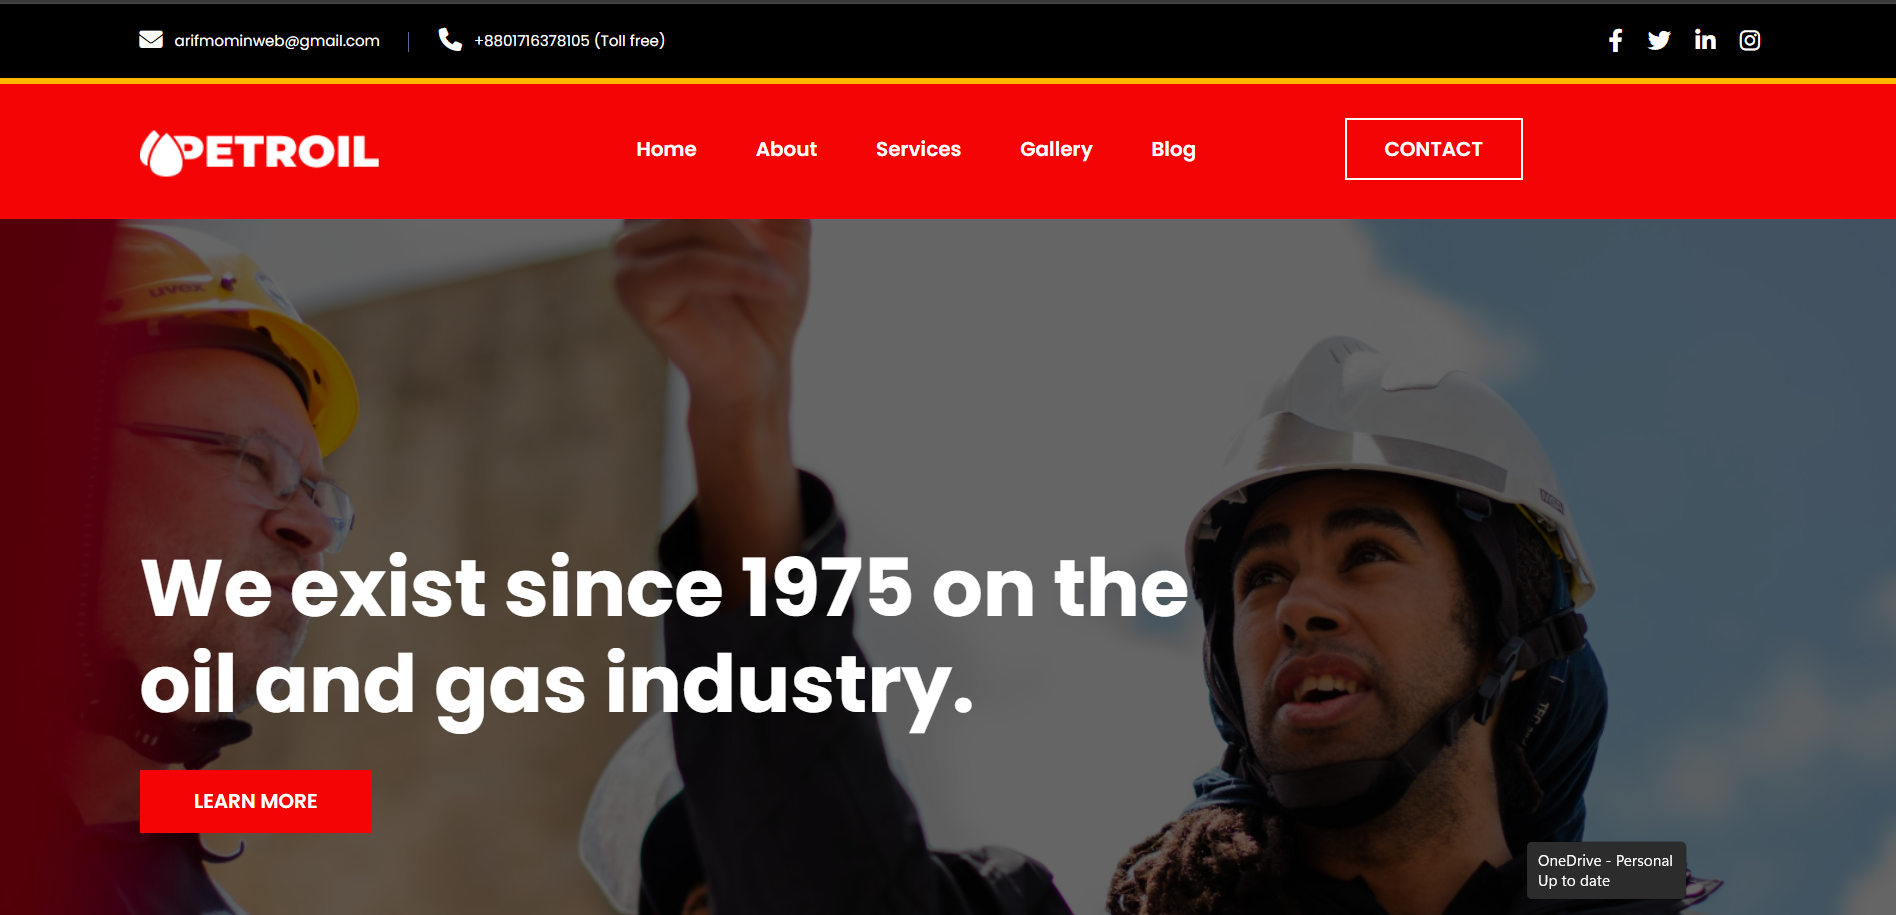 arifmominweb@gmail.com
+8801716378105 (Toll free)
PETROIL
Home
About
Services
Gallery
Blog
CONTACT
uvex
We exist since 1975 on the
oil and gas industry.
LEARN MORE
OneDrive - Personal
Up to date